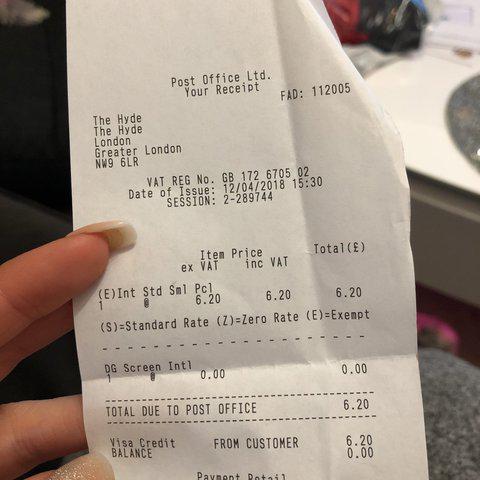 Post Office Ltd.
Your Receipt
FAD: 112005
The Hyde
The Hyde
London
Greater London
NW9 6LR
VAT REG No. GB 172 6705 02
Date of Issue: 12/04/2018 15:30
SESSION: 2-289744
Item Price Total(£)
ex VAT inc VAT
(E)Int Std Sml Pcl
1 @ 6.20 6.20 6.20
(S)=Standard Rate (Z)=Zero Rate (E)=Exempt
DG Screen Intl
1 @ 0.00 0.00
TOTAL DUE TO POST OFFICE 6.20
Visa Credit FROM CUSTOMER 6.20
BALANCE 0.00
Payment